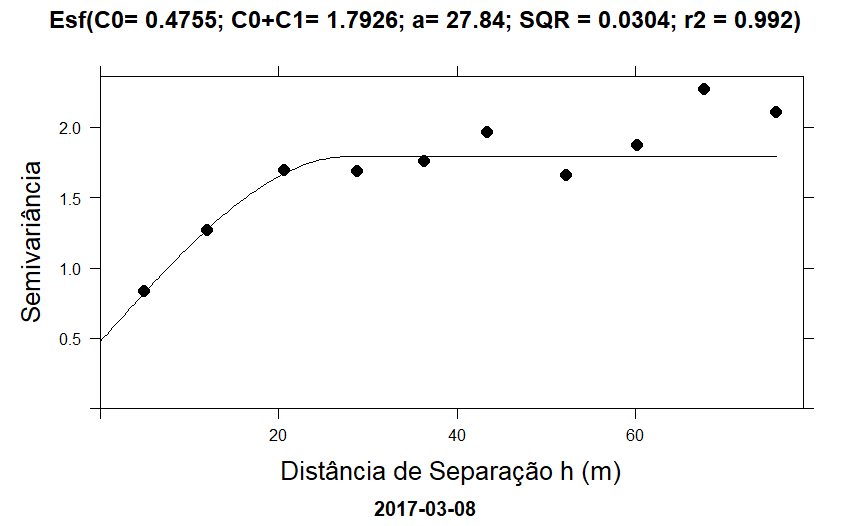 Esf(C0= 0.4755; C0+C1= 1.7926; a= 27.84; SQR = 0.0304; r2 = 0.992)
2.0
1.5
1.0
0.5
Semivariância
20 40 60
Distância de Separação h (m)
2017-03-08